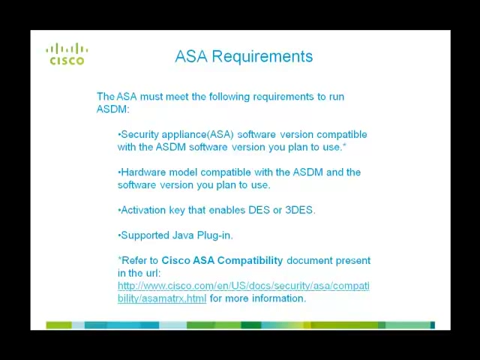 CISCO
ASA Requirements
The ASA must meet the following requirements to run
ASDM:
•Security appliance(ASA) software version compatible
with the ASDM software version you plan to use.*
•Hardware model compatible with the ASDM and the
software version you plan to use.
•Activation key that enables DES or 3DES.
•Supported Java Plug-in.
*Refer to Cisco ASA Compatibility document present
in the url:
http://www.cisco.com/en/US/docs/security/asa/compati
bility/asamatrx.html for more information.